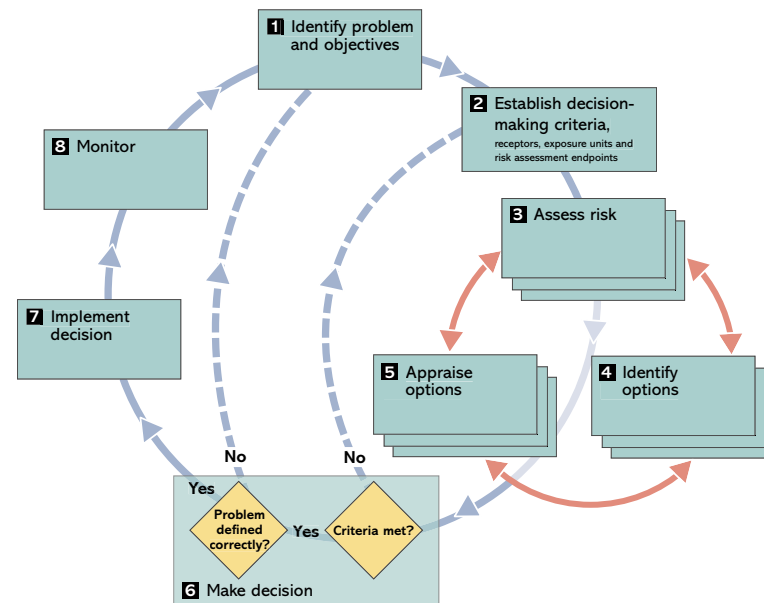 1 Identify problem
and objectives
2 Establish decision-
making criteria,
receptors, exposure units and
risk assessment endpoints
3 Assess risk
4 Identify
options
5 Appraise
options
No
No
Yes
Criteria met?
Yes
Problem
defined
correctly?
6 Make decision
7 Implement
decision
8 Monitor